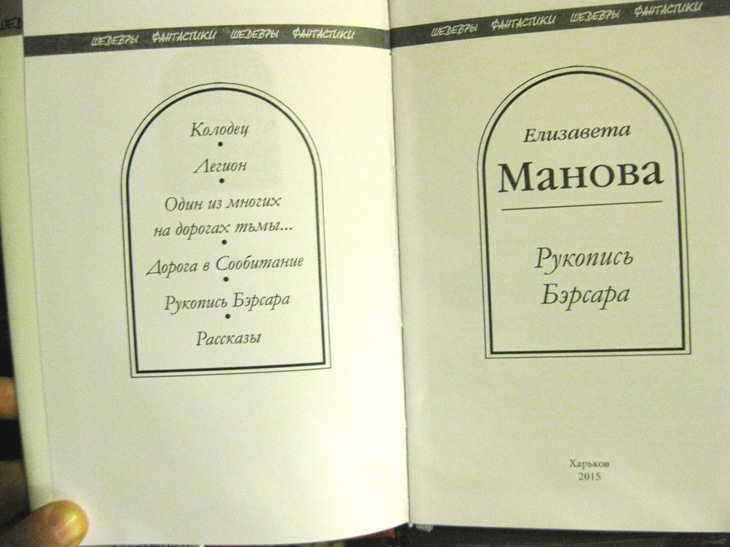 ШЕДЕВРЫ ФАНТАСТИКИ ШЕДЕВРЫ ФАНТАСТИКИ
Колодец
•
Легион
•
Один из многих
на дорогах тьмы...
•
Дорога в Сообитание
•
Рукопись Бэрсара
•
Рассказы
ШЕДЕВРЫ ФАНТАСТИКИ ШЕДЕВРЫ ФАНТАСТИКИ
Елизавета
Манова
Рукопись
Бэрсара
Харьков
2015